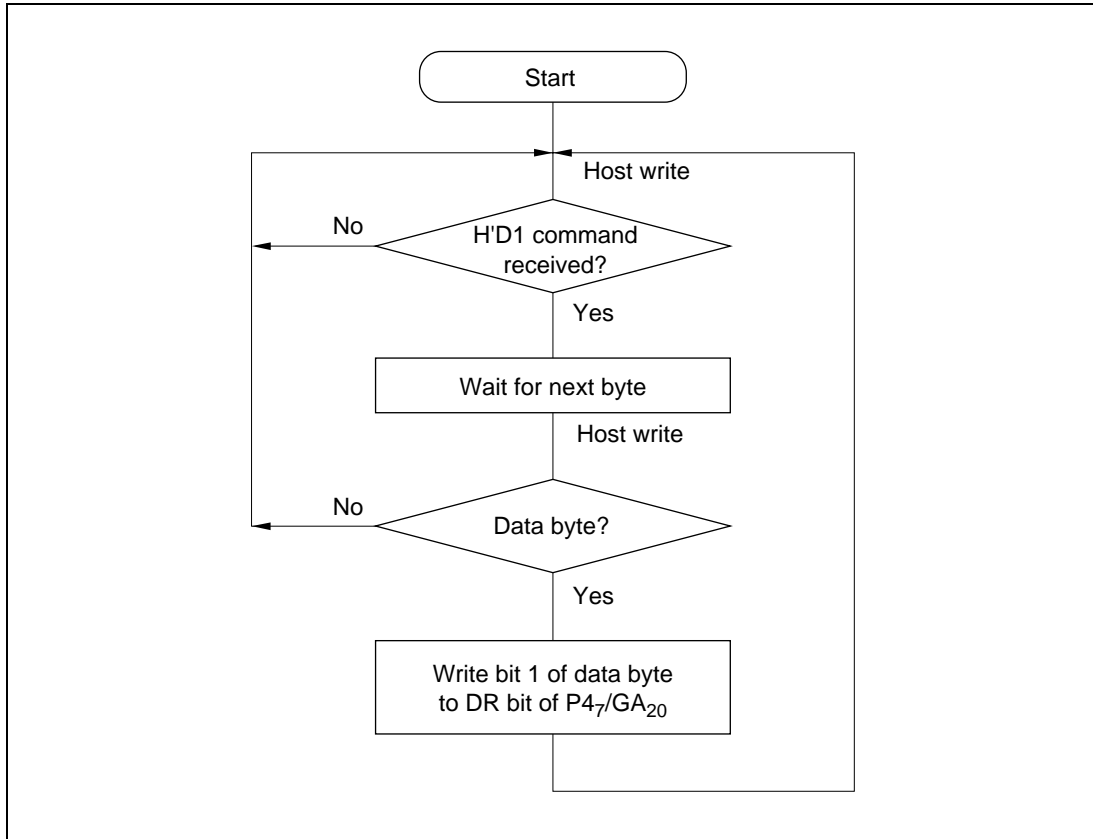 Start
Host write
No
H'D1 command
received?
Yes
Wait for next byte
Host write
No
Data byte?
Yes
Write bit 1 of data byte
to DR bit of P4₇/GA₂₀